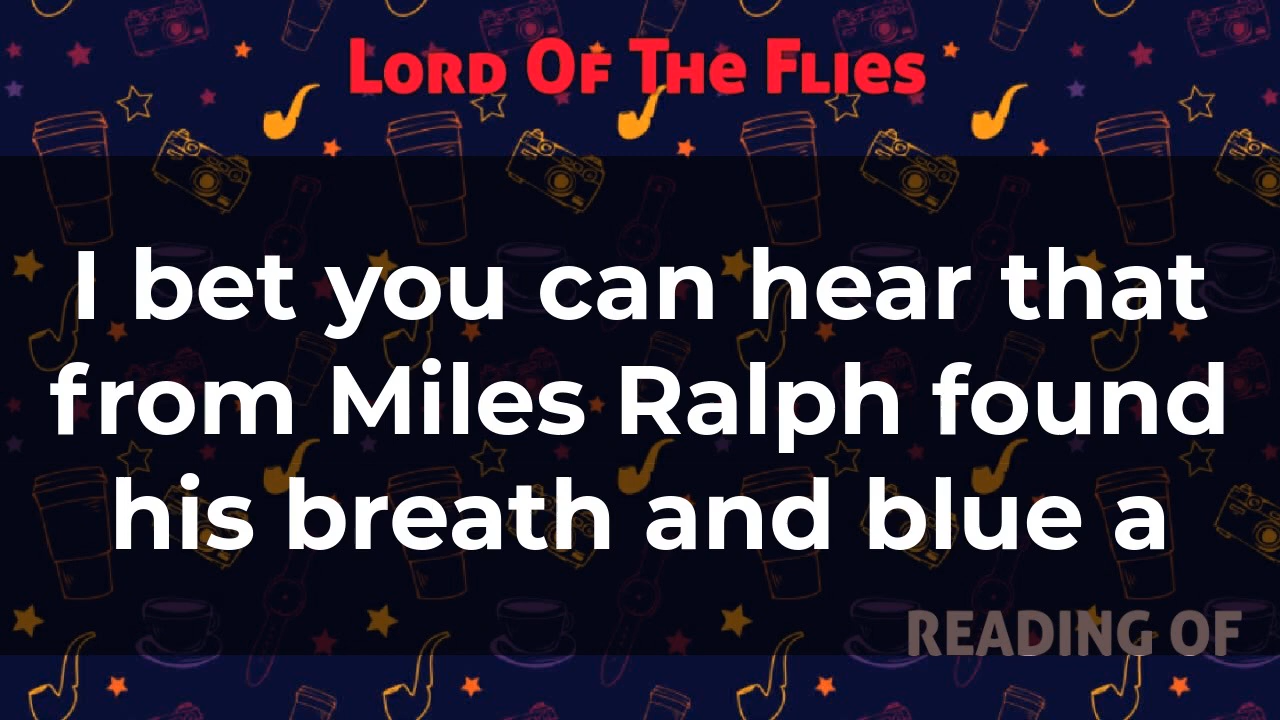 Lord Of The Flies
I bet you can hear that
from Miles Ralph found
his breath and blue a
READING OF